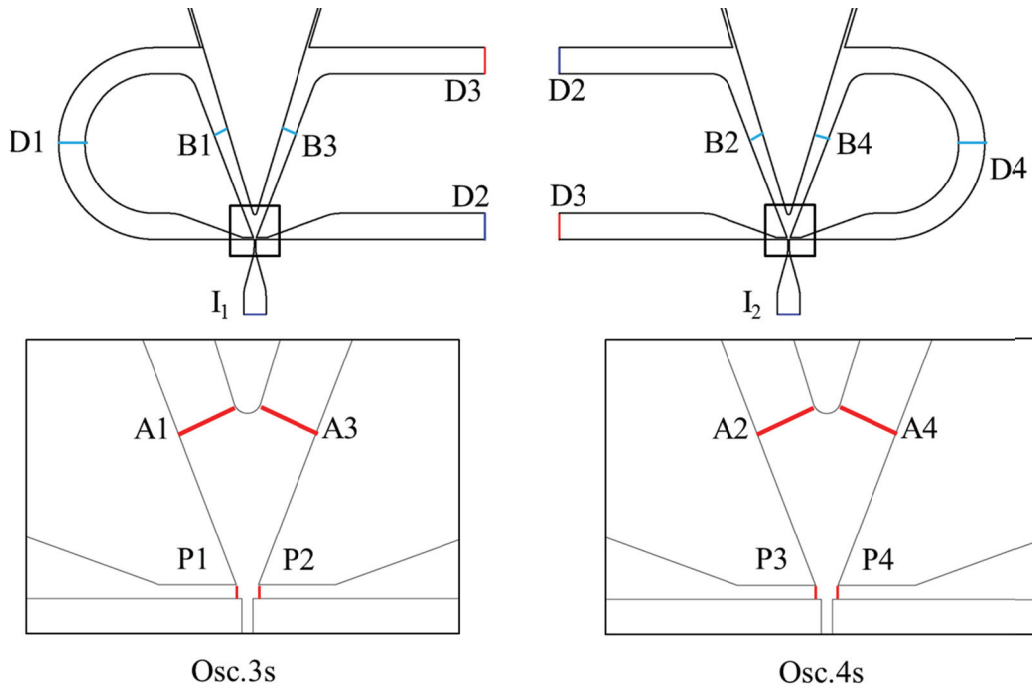 D3
D2
D1
B1
B3
B2
B4
D4
D2
D3
I₁
I₂
A1
A3
A2
A4
P1
P2
P3
P4
Osc.3s
Osc.4s